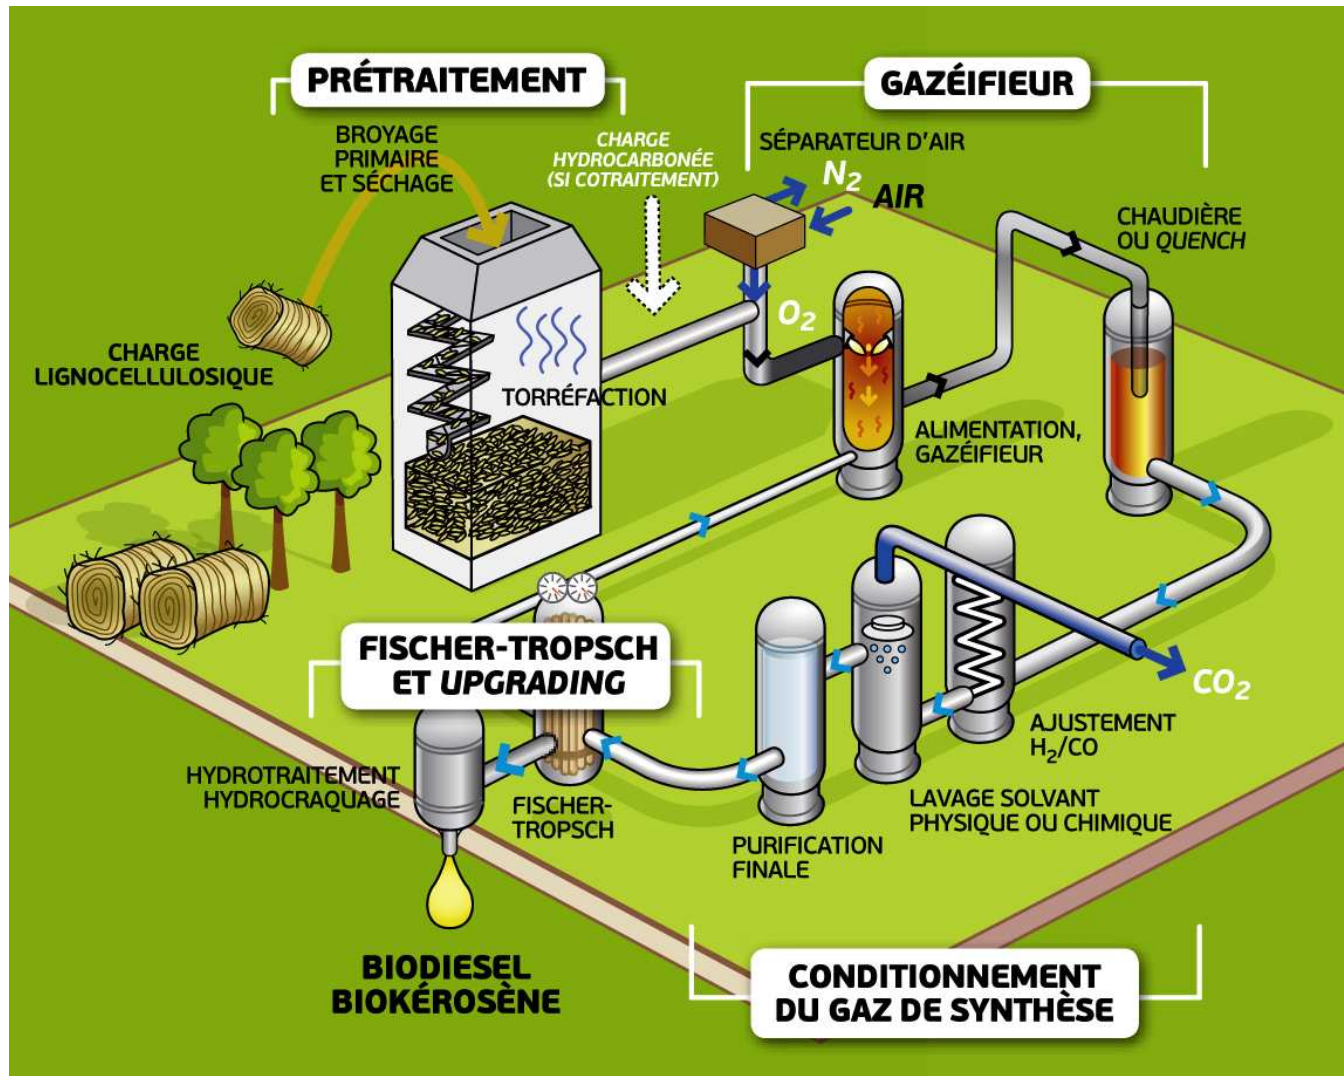 PRÉTRAITEMENT
BROYAGE
PRIMAIRE
ET SÉCHAGE
CHARGE
HYDROCARBONÉE
(SI COTRAITEMENT)
GAZÉIFIEUR
SÉPARATEUR D'AIR
N₂
AIR
CHAUDIÈRE
OU QUENCH
O₂
CHARGE
LIGNOCELLULOSIQUE
TORRÉFACTION
ALIMENTATION,
GAZÉIFIEUR
FISCHER-TROPSCH
ET UPGRADING
CO₂
AJUSTEMENT
H₂/CO
HYDROTRAITEMENT
HYDROCRAQUAGE
FISCHER-
TROPSCH
LAVAGE SOLVANT
PHYSIQUE OU CHIMIQUE
PURIFICATION
FINALE
BIODIESEL
BIOKÉROSÈNE
CONDITIONNEMENT
DU GAZ DE SYNTHÈSE